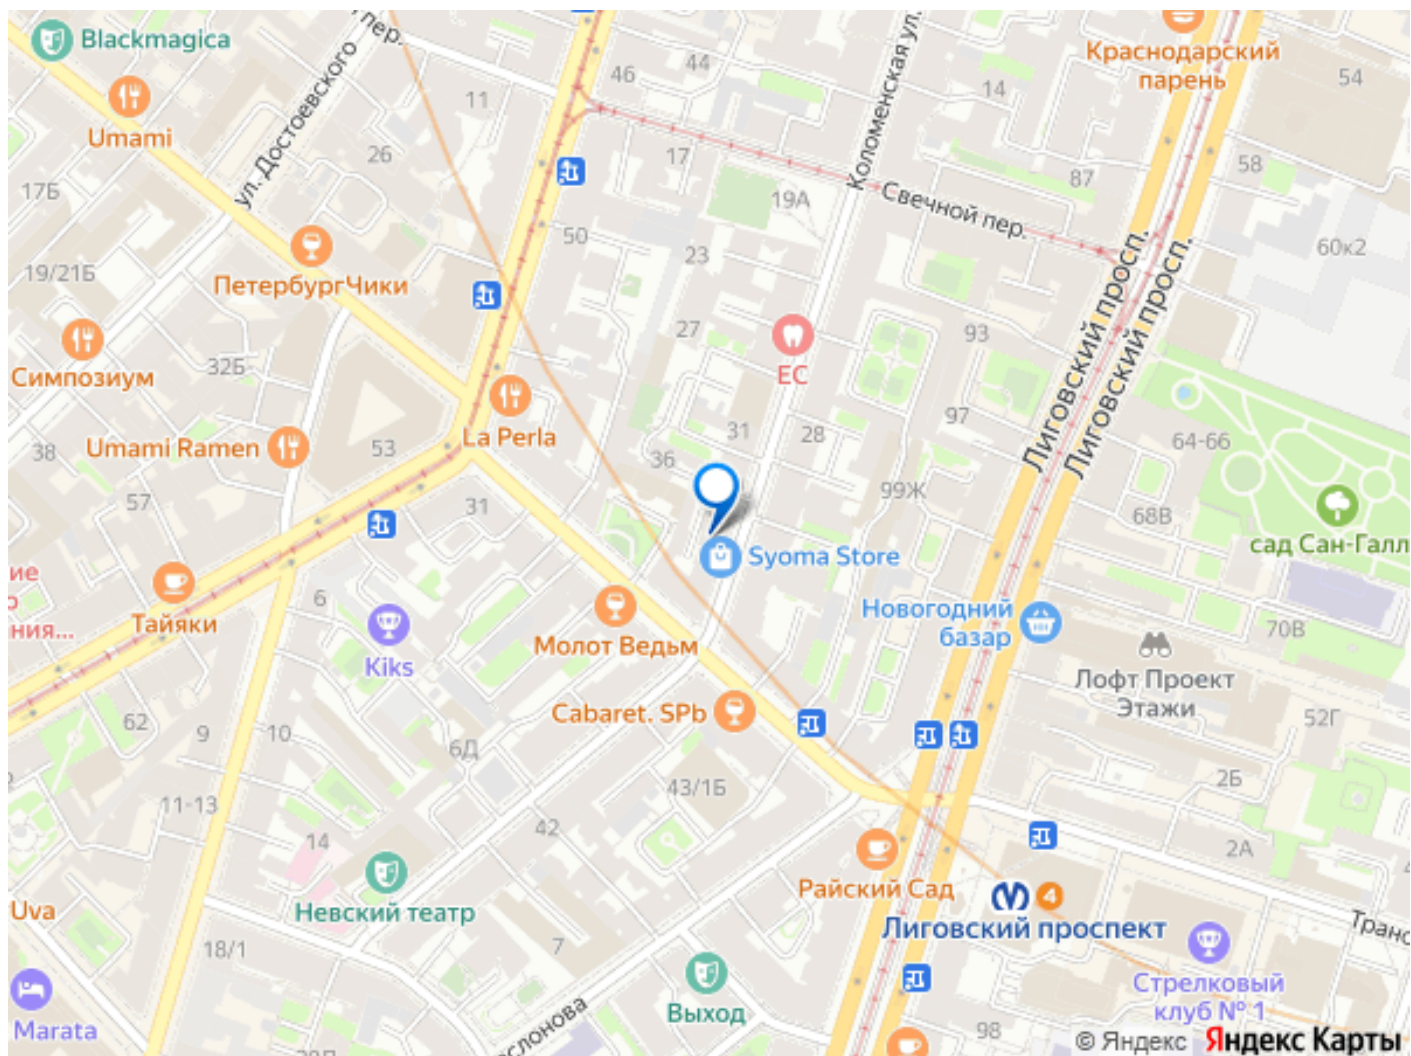 Blackmagica
пер.
46
44
14
Краснодарский
парень
54
11
Umami
ул. Достоевского
26
17
Коломенская ул.
19А
87
58
17Б
Свечной пер.
50
23
60к2
19/21Б
ПетербургЧики
27
93
ЕС
Лиговский просп.
Лиговский просп.
Симпозиум
32Б
La Perla
97
31
28
64-66
38
Umami Ramen
53
36
57
31
99Ж
68В
сад Сан-Галл
Syoma Store
ие
ния...
6
Тайяки
Kiks
Молот Ведьм
Новогодний
базар
70В
Лофт Проект
Этажи
62
9
10
Cabaret. SPb
6Д
52Г
11-13
43/1Б
2Б
14
42
2А
Райский Сад
4
Лиговский проспект
Uva
Невский театр
Транс
18/1
7
Marata
Выход
Стрелковый
клуб № 1
98
© Яндекс Яндекс Карты